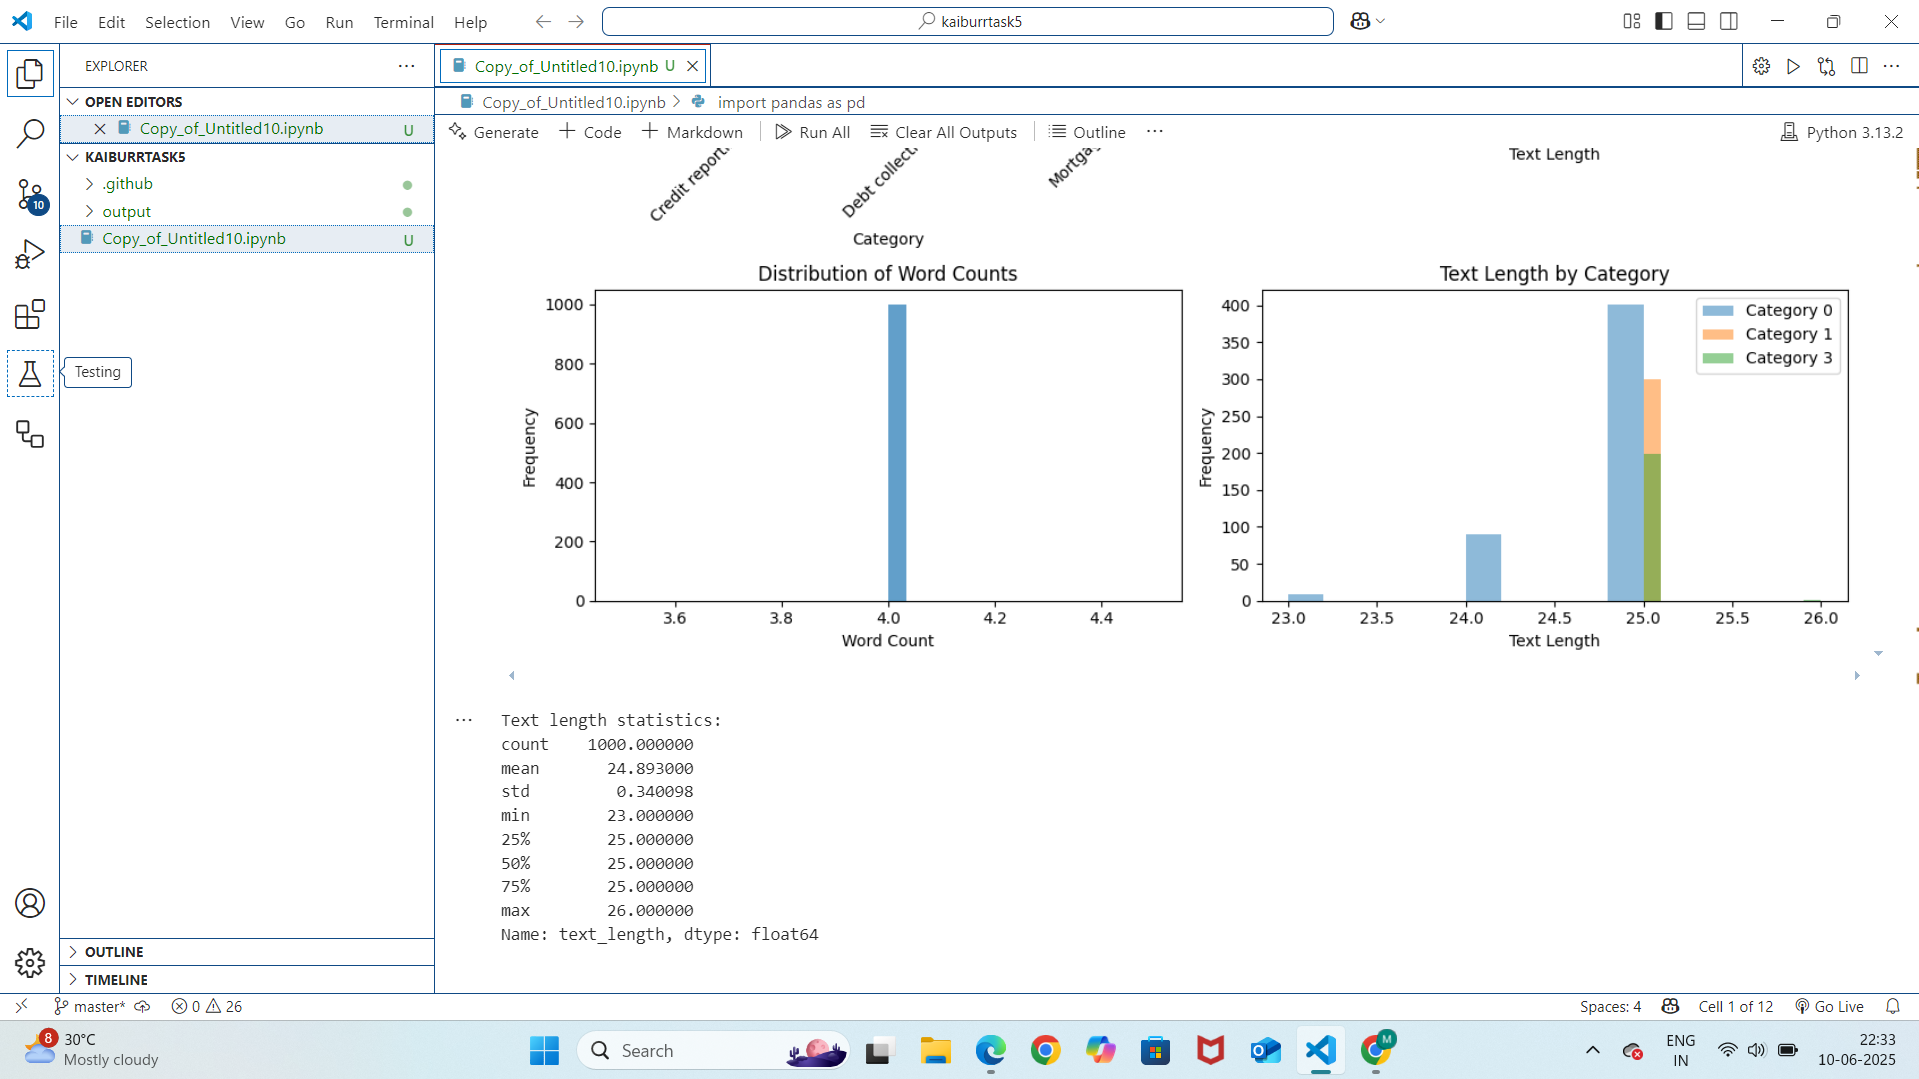 File Edit Selection View Go Run Terminal Help
kaiburrtask5
EXPLORER
OPEN EDITORS
Copy_of_Untitled10.ipynb U
KAIBURRTASK5
.github
output
Copy_of_Untitled10.ipynb U
10
Testing
OUTLINE
TIMELINE
Copy_of_Untitled10.ipynb U
Copy_of_Untitled10.ipynb > import pandas as pd
Generate + Code + Markdown Run All Clear All Outputs Outline ...
Python 3.13.2
Credit reporti
Debt collecti
Mortga
Category
Text Length
Distribution of Word Counts
1000
800
600
400
200
0
Frequency
3.6 3.8 4.0 4.2 4.4
Word Count
Text Length by Category
Category 0
Category 1
Category 3
400
350
300
250
200
150
100
50
0
Frequency
23.0 23.5 24.0 24.5 25.0 25.5 26.0
Text Length
Text length statistics:
count 1000.000000
mean 24.893000
std 0.340098
min 23.000000
25% 25.000000
50% 25.000000
75% 25.000000
max 26.000000
Name: text_length, dtype: float64
master* 0 26
Spaces: 4 Cell 1 of 12 Go Live
8
30°C
Mostly cloudy
Search
M
ENG
IN
22:33
10-06-2025